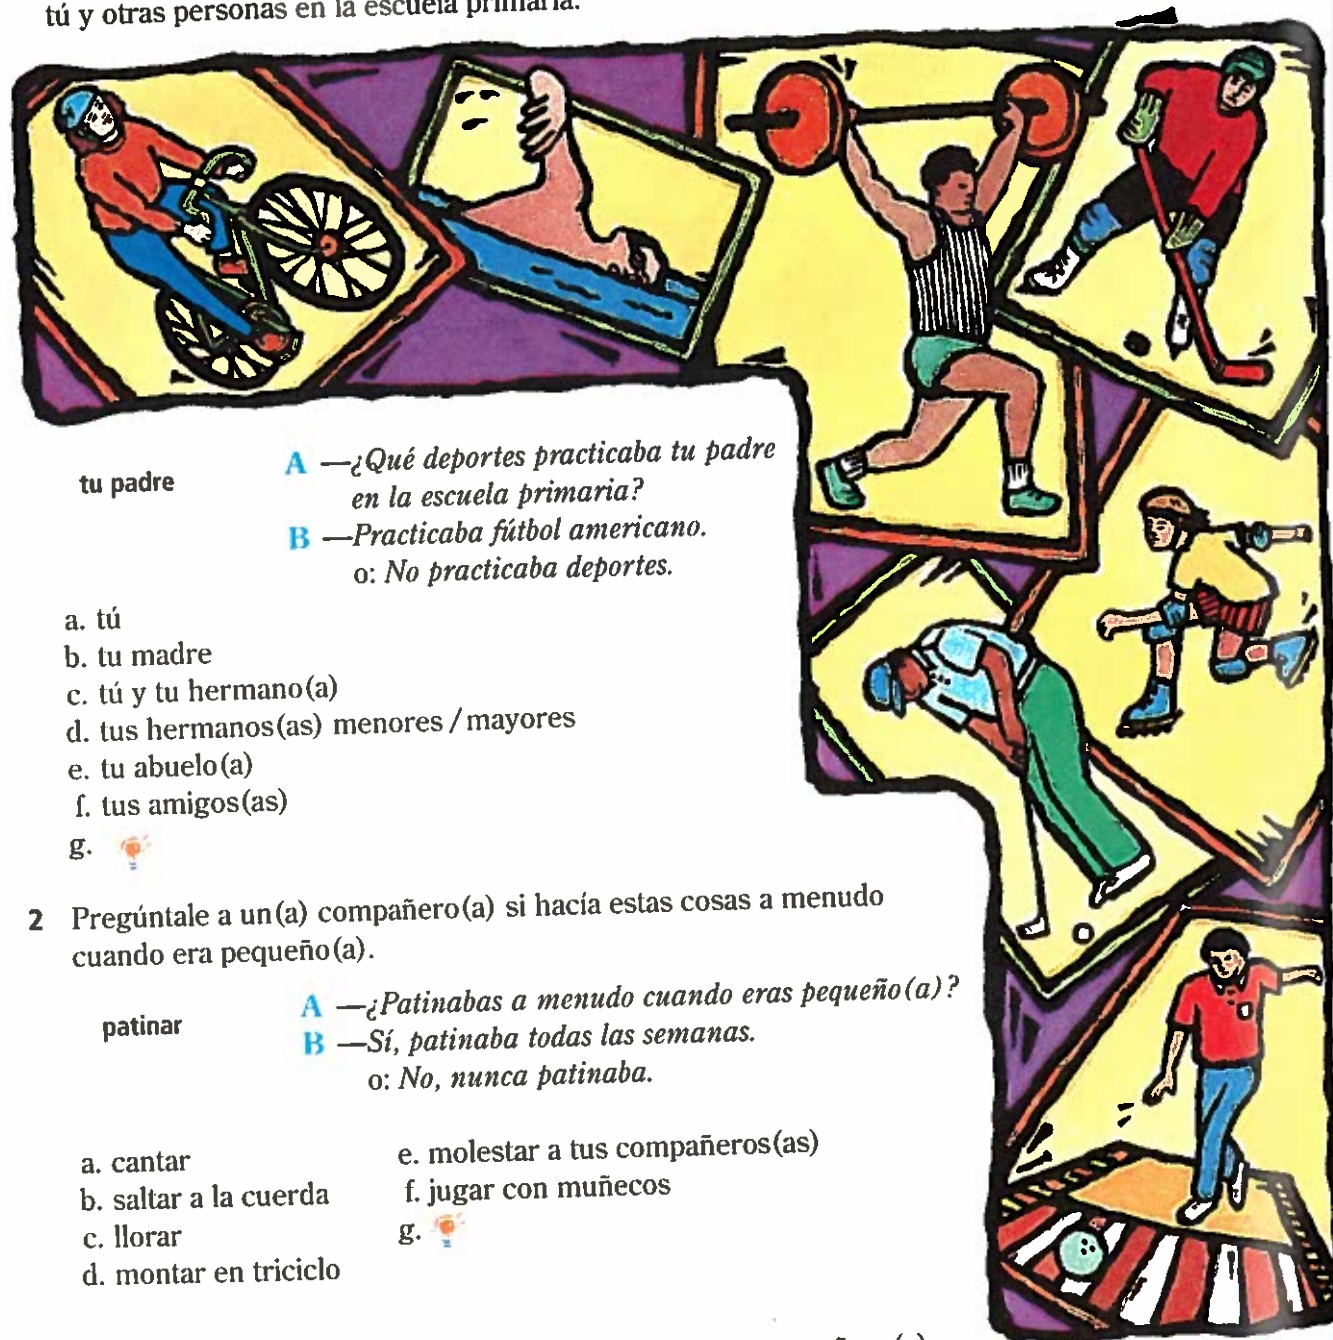 tú y otras personas en la escuela primaria.
tu padre
A —¿Qué deportes practicaba tu padre
en la escuela primaria?
B —Practicaba fútbol americano.
o: No practicaba deportes.
a. tú
b. tu madre
c. tú y tu hermano(a)
d. tus hermanos(as) menores / mayores
e. tu abuelo(a)
f. tus amigos(as)
g.
2 Pregúntale a un(a) compañero(a) si hacía estas cosas a menudo
cuando era pequeño(a).
patinar
A —¿Patinabas a menudo cuando eras pequeño(a)?
B —Sí, patinaba todas las semanas.
o: No, nunca patinaba.
a. cantar
b. saltar a la cuerda
c. llorar
d. montar en triciclo
e. molestar a tus compañeros(as)
f. jugar con muñecos
g.